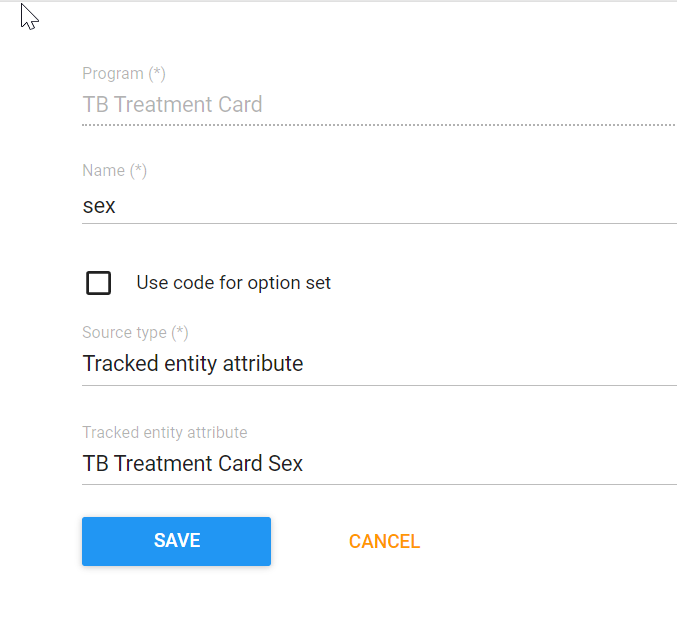 Program (*)
TB Treatment Card
Name (*)
sex
Use code for option set
Source type (*)
Tracked entity attribute
Tracked entity attribute
TB Treatment Card Sex
SAVE CANCEL